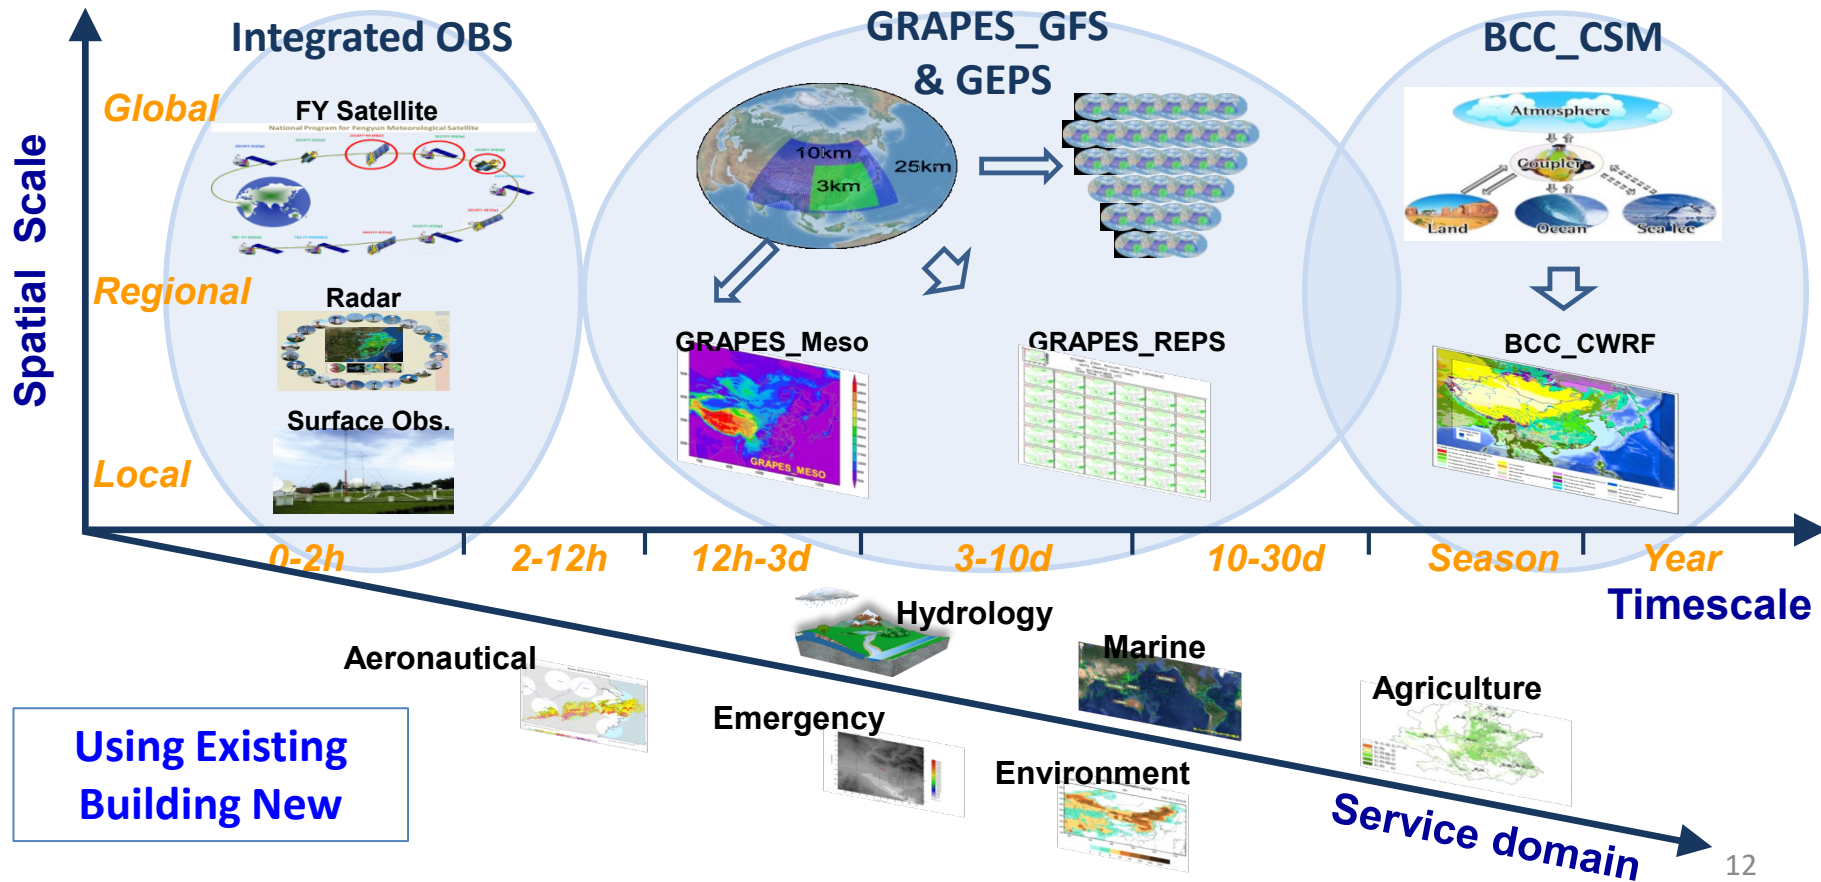 Integrated OBS
GRAPES_GFS
& GEPS
BCC_CSM
Spatial Scale
Global
Regional
Local
FY Satellite
National Program for Fengyun Meteorological Satellite
Radar
Surface Obs.
10km
3km
25km
GRAPES_Meso
GRAPES_MESO
GRAPES_REPS
Atmosphere
Coupler
Land
Ocean
Sea Ice
BCC_CWRF
0-2h
2-12h
12h-3d
3-10d
10-30d
Season
Year
Timescale
Hydrology
Aeronautical
Marine
Emergency
Agriculture
Environment
Service domain
Using Existing
Building New
12